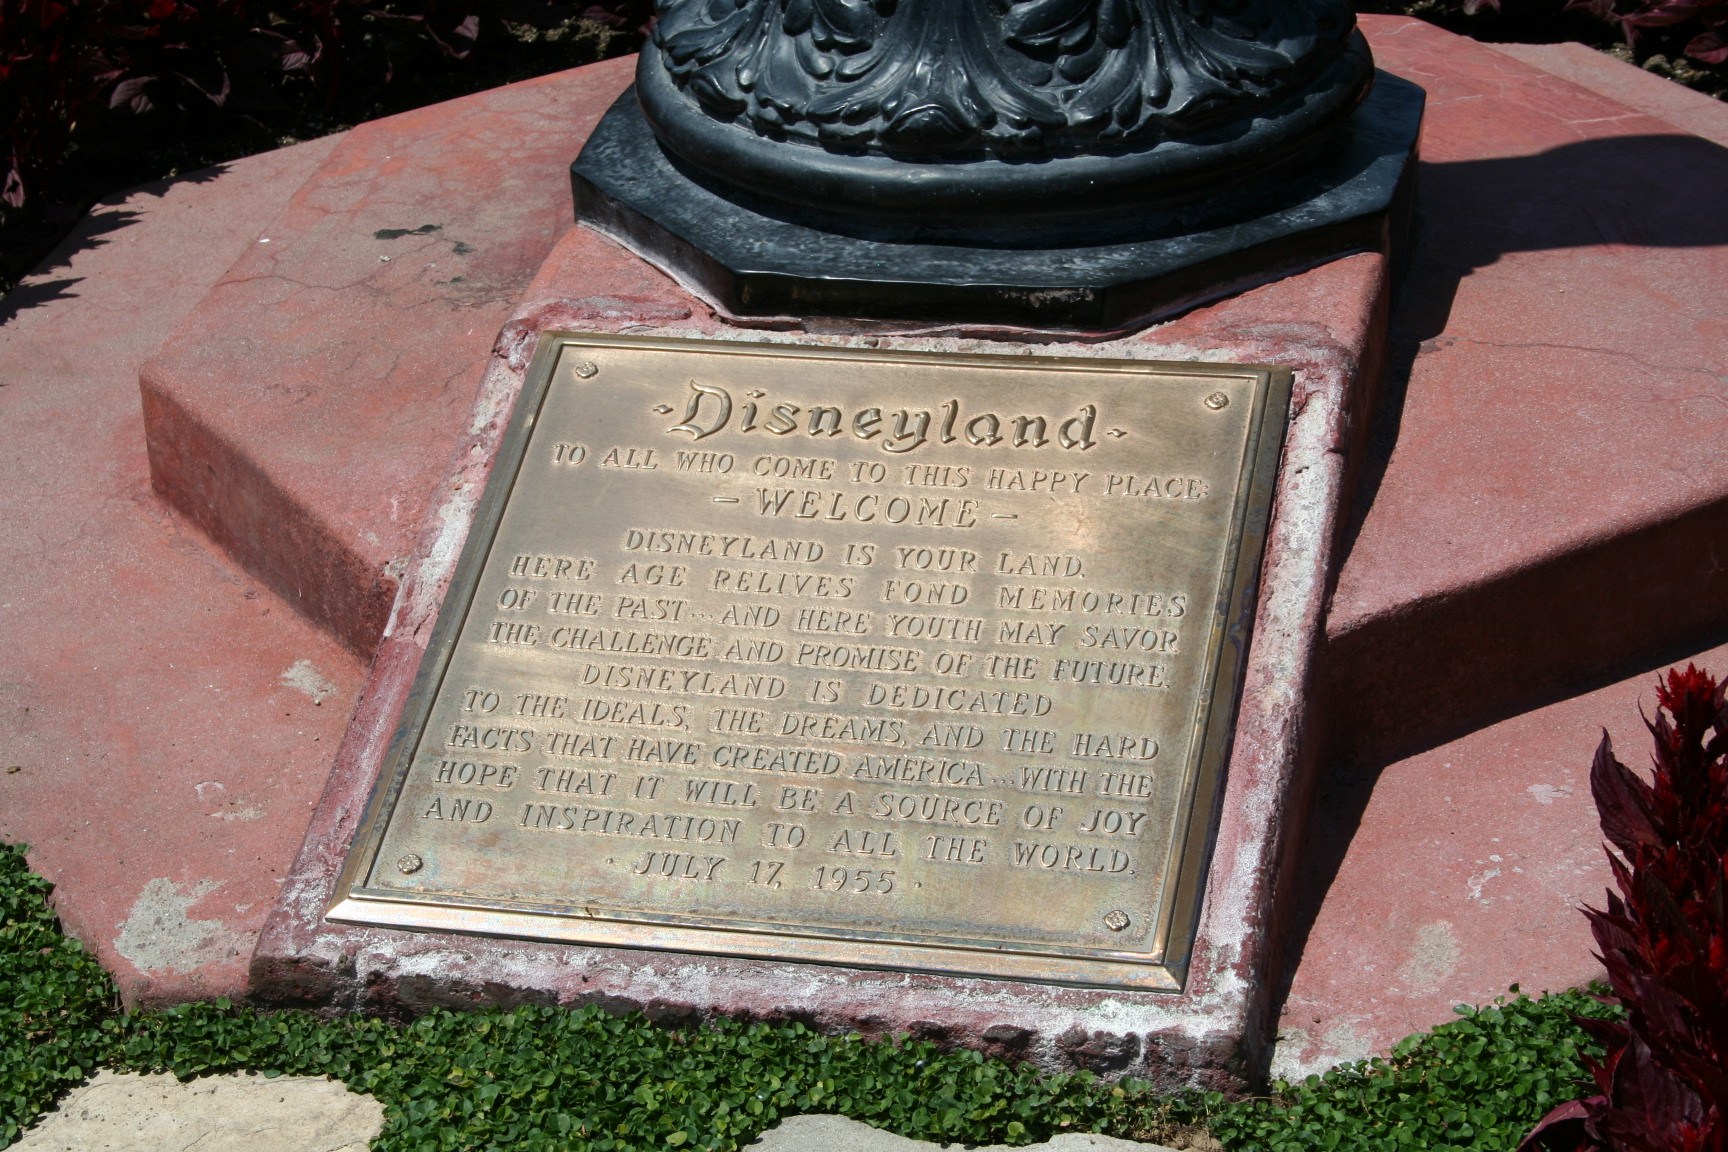 -Disneyland-
TO ALL WHO COME TO THIS HAPPY PLACE:
- WELCOME -
DISNEYLAND IS YOUR LAND.
HERE AGE RELIVES FOND MEMORIES
OF THE PAST...AND HERE YOUTH MAY SAVOR
THE CHALLENGE AND PROMISE OF THE FUTURE.
DISNEYLAND IS DEDICATED
TO THE IDEALS, THE DREAMS, AND THE HARD
FACTS THAT HAVE CREATED AMERICA...WITH THE
HOPE THAT IT WILL BE A SOURCE OF JOY
AND INSPIRATION TO ALL THE WORLD.
· JULY 17, 1955 ·